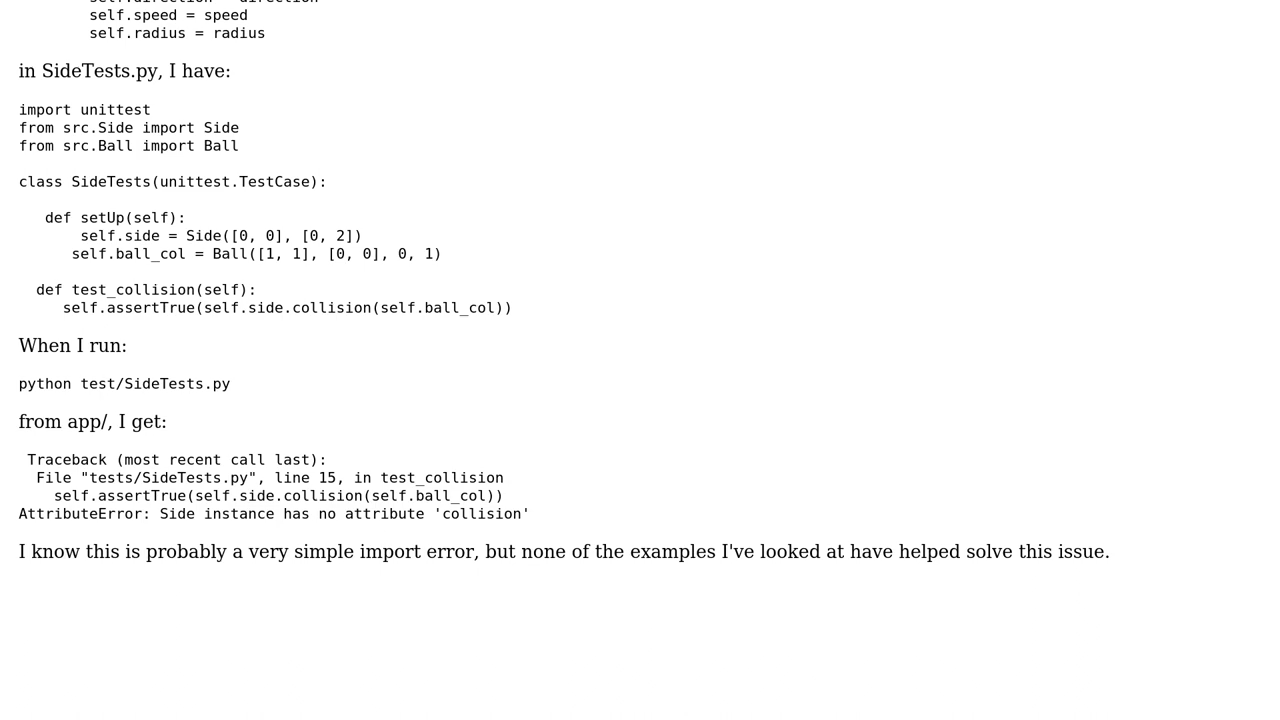 self.direction = direction
self.speed = speed
self.radius = radius
in SideTests.py, I have:
import unittest
from src.Side import Side
from src.Ball import Ball
class SideTests(unittest.TestCase):
def setUp(self):
self.side = Side([0, 0], [0, 2])
self.ball_col = Ball([1, 1], [0, 0], 0, 1)
def test_collision(self):
self.assertTrue(self.side.collision(self.ball_col))
When I run:
python test/SideTests.py
from app/, I get:
Traceback (most recent call last):
File "tests/SideTests.py", line 15, in test_collision
self.assertTrue(self.side.collision(self.ball_col))
AttributeError: Side instance has no attribute 'collision'
I know this is probably a very simple import error, but none of the examples I've looked at have helped solve this issue.